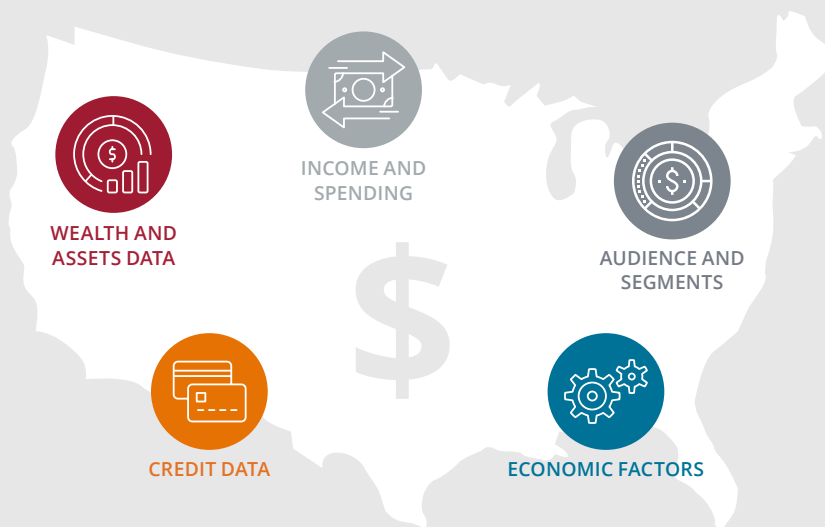 INCOME AND
SPENDING
WEALTH AND
ASSETS DATA
AUDIENCE AND
SEGMENTS
$
CREDIT DATA
ECONOMIC FACTORS